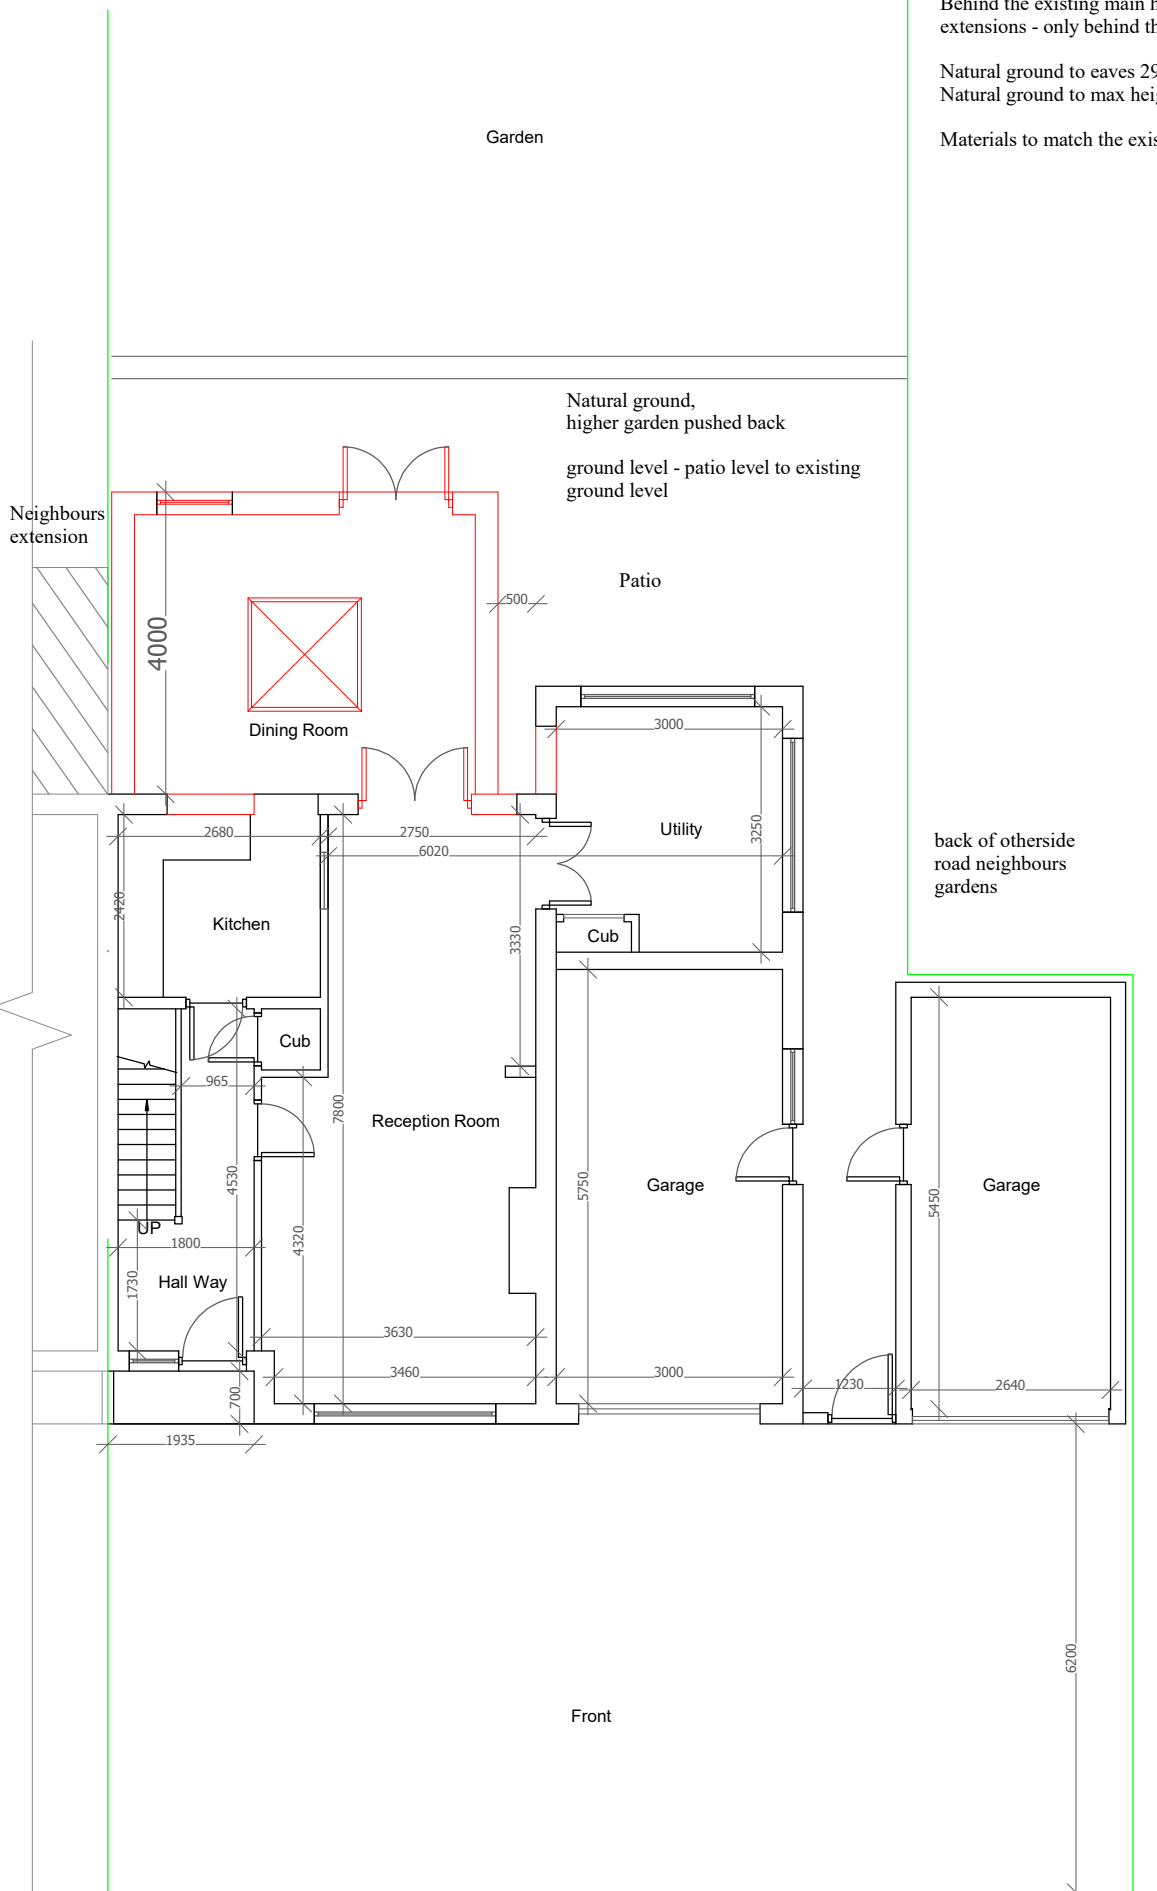 Behind the existing main h
extensions - only behind th
Natural ground to eaves 29
Natural ground to max hei
Materials to match the exis
Garden
Natural ground,
higher garden pushed back
ground level - patio level to existing
ground level
Neighbours
extension
Patio
500
4000
Dining Room
3000
2680
2750
6020
Utility
3250
back of otherside
road neighbours
gardens
2420
Kitchen
3330
Cub
Cub
965
7800
Reception Room
4530
5750
Garage
5450
Garage
UP
4320
1800
1730
Hall Way
3630
3460
3000
1230
2640
700
1935
6200
Front